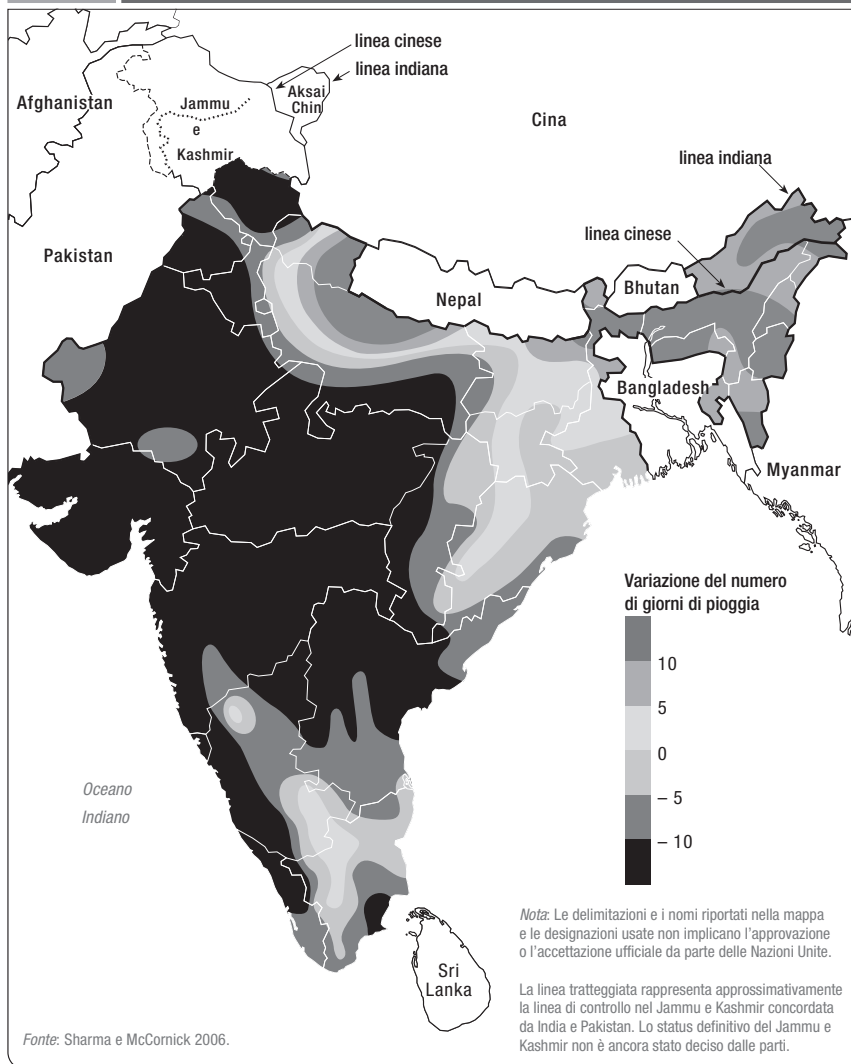 linea cinese
linea indiana
Afghanistan
Jammu
e
Kashmir
Aksai
Chin
Cina
linea indiana
linea cinese
Pakistan
Nepal
Bhutan
Bangladesh
Myanmar
Variazione del numero
di giorni di pioggia
10
5
0
– 5
– 10
Oceano
Indiano
Sri
Lanka
Nota: Le delimitazioni e i nomi riportati nella mappa
e le designazioni usate non implicano l'approvazione
o l'accettazione ufficiale da parte delle Nazioni Unite.
La linea tratteggiata rappresenta approssimativamente
la linea di controllo nel Jammu e Kashmir concordata
da India e Pakistan. Lo status definitivo del Jammu e
Kashmir non è ancora stato deciso dalle parti.
Fonte: Sharma e McCornick 2006.